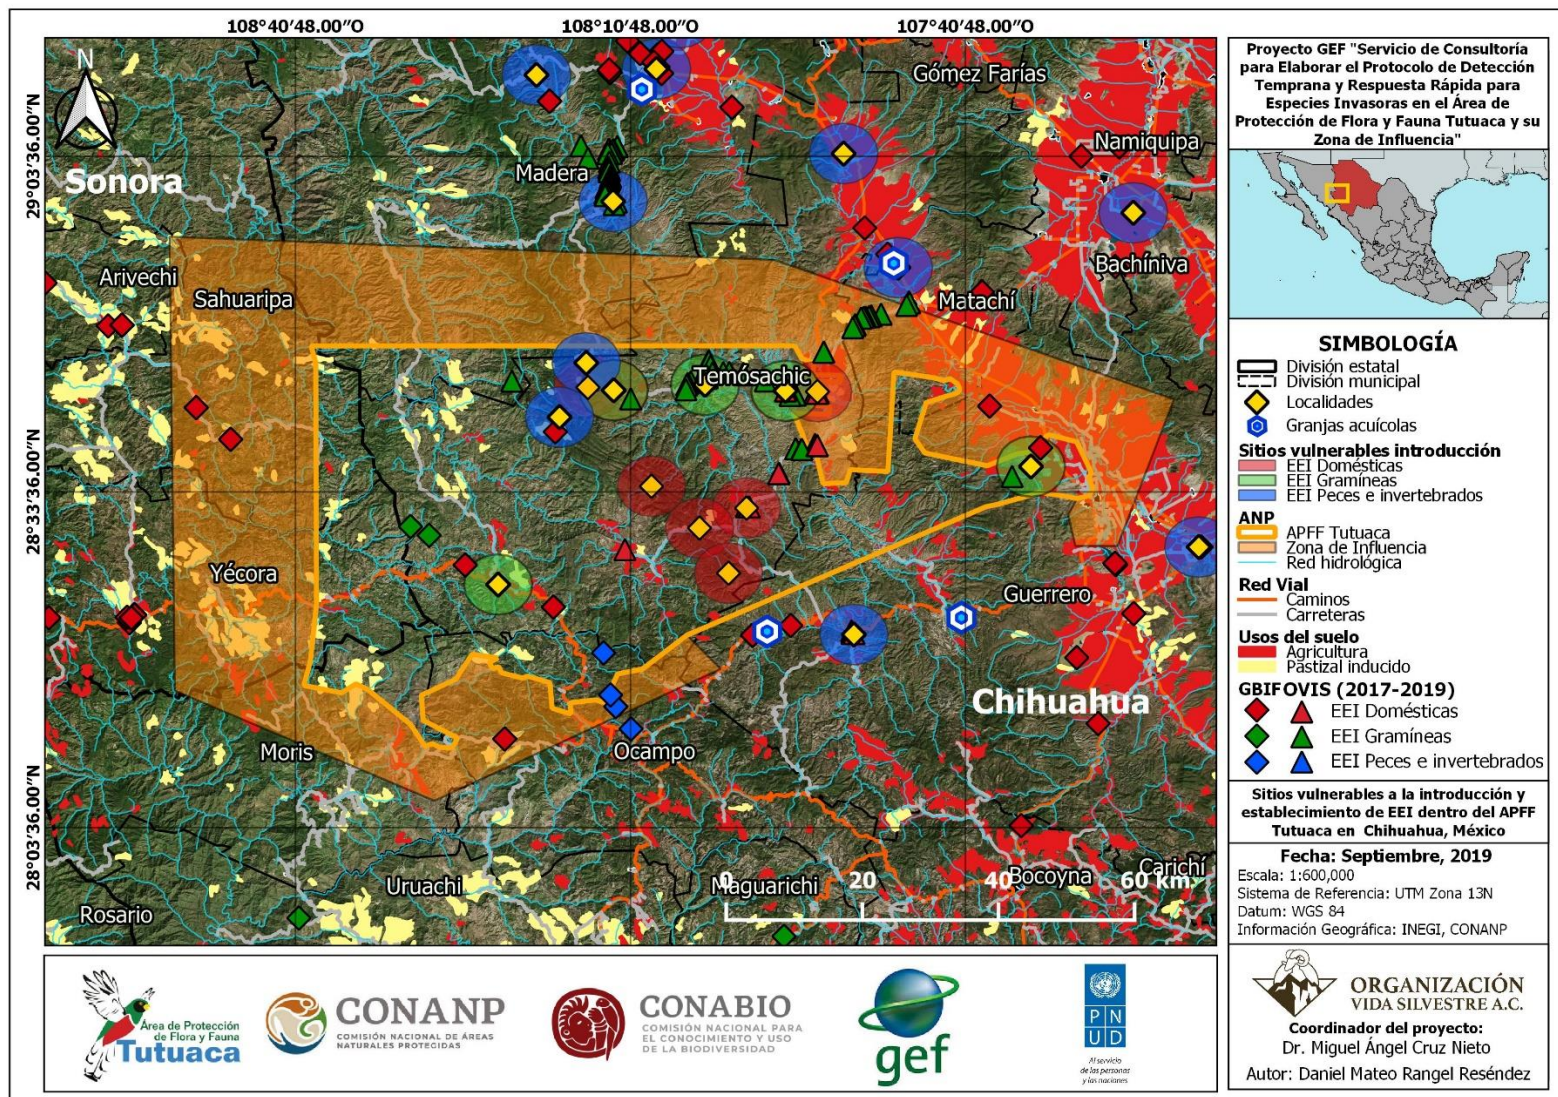 108°40'48.00"O
108°10'48.00"O
107°40'48.00"O
29°03'36.00"N
28°33'36.00"N
28°03'36.00"N
N
Sonora
Madera
Gómez Farías
Namiquipa
Bachíniva
Arivechi
Sahuaripa
Matachí
Temósachic
Yécora
Guerrero
Chihuahua
Moris
Ocampo
Uruachi
Maguarichi
Bocoyna
Carichí
Rosario
0
20
40
60 km
Proyecto GEF "Servicio de Consultoría
para Elaborar el Protocolo de Detección
Temprana y Respuesta Rápida para
Especies Invasoras en el Área de
Protección de Flora y Fauna Tutuaca y su
Zona de Influencia"
SIMBOLOGÍA
División estatal
División municipal
Localidades
Granjas acuícolas
Sitios vulnerables introducción
EEI Domésticas
EEI Gramíneas
EEI Peces e invertebrados
ANP
APFF Tutuaca
Zona de Influencia
Red hidrológica
Red Vial
Caminos
Carreteras
Usos del suelo
Agricultura
Pastizal inducido
GBIFOVIS (2017-2019)
EEI Domésticas
EEI Gramíneas
EEI Peces e invertebrados
Sitios vulnerables a la introducción y
establecimiento de EEI dentro del APFF
Tutuaca en Chihuahua, México
Fecha: Septiembre, 2019
Escala: 1:600,000
Sistema de Referencia: UTM Zona 13N
Datum: WGS 84
Información Geográfica: INEGI, CONANP
ORGANIZACIÓN
VIDA SILVESTRE A.C.
Coordinador del proyecto:
Dr. Miguel Ángel Cruz Nieto
Autor: Daniel Mateo Rangel Reséndez
Área de Protección
de Flora y Fauna
Tutuaca
CONANP
COMISIÓN NACIONAL DE ÁREAS
NATURALES PROTEGIDAS
CONABIO
COMISIÓN NACIONAL PARA
EL CONOCIMIENTO Y USO
DE LA BIODIVERSIDAD
gef
P N
U D
Al servicio
de las personas
y las naciones